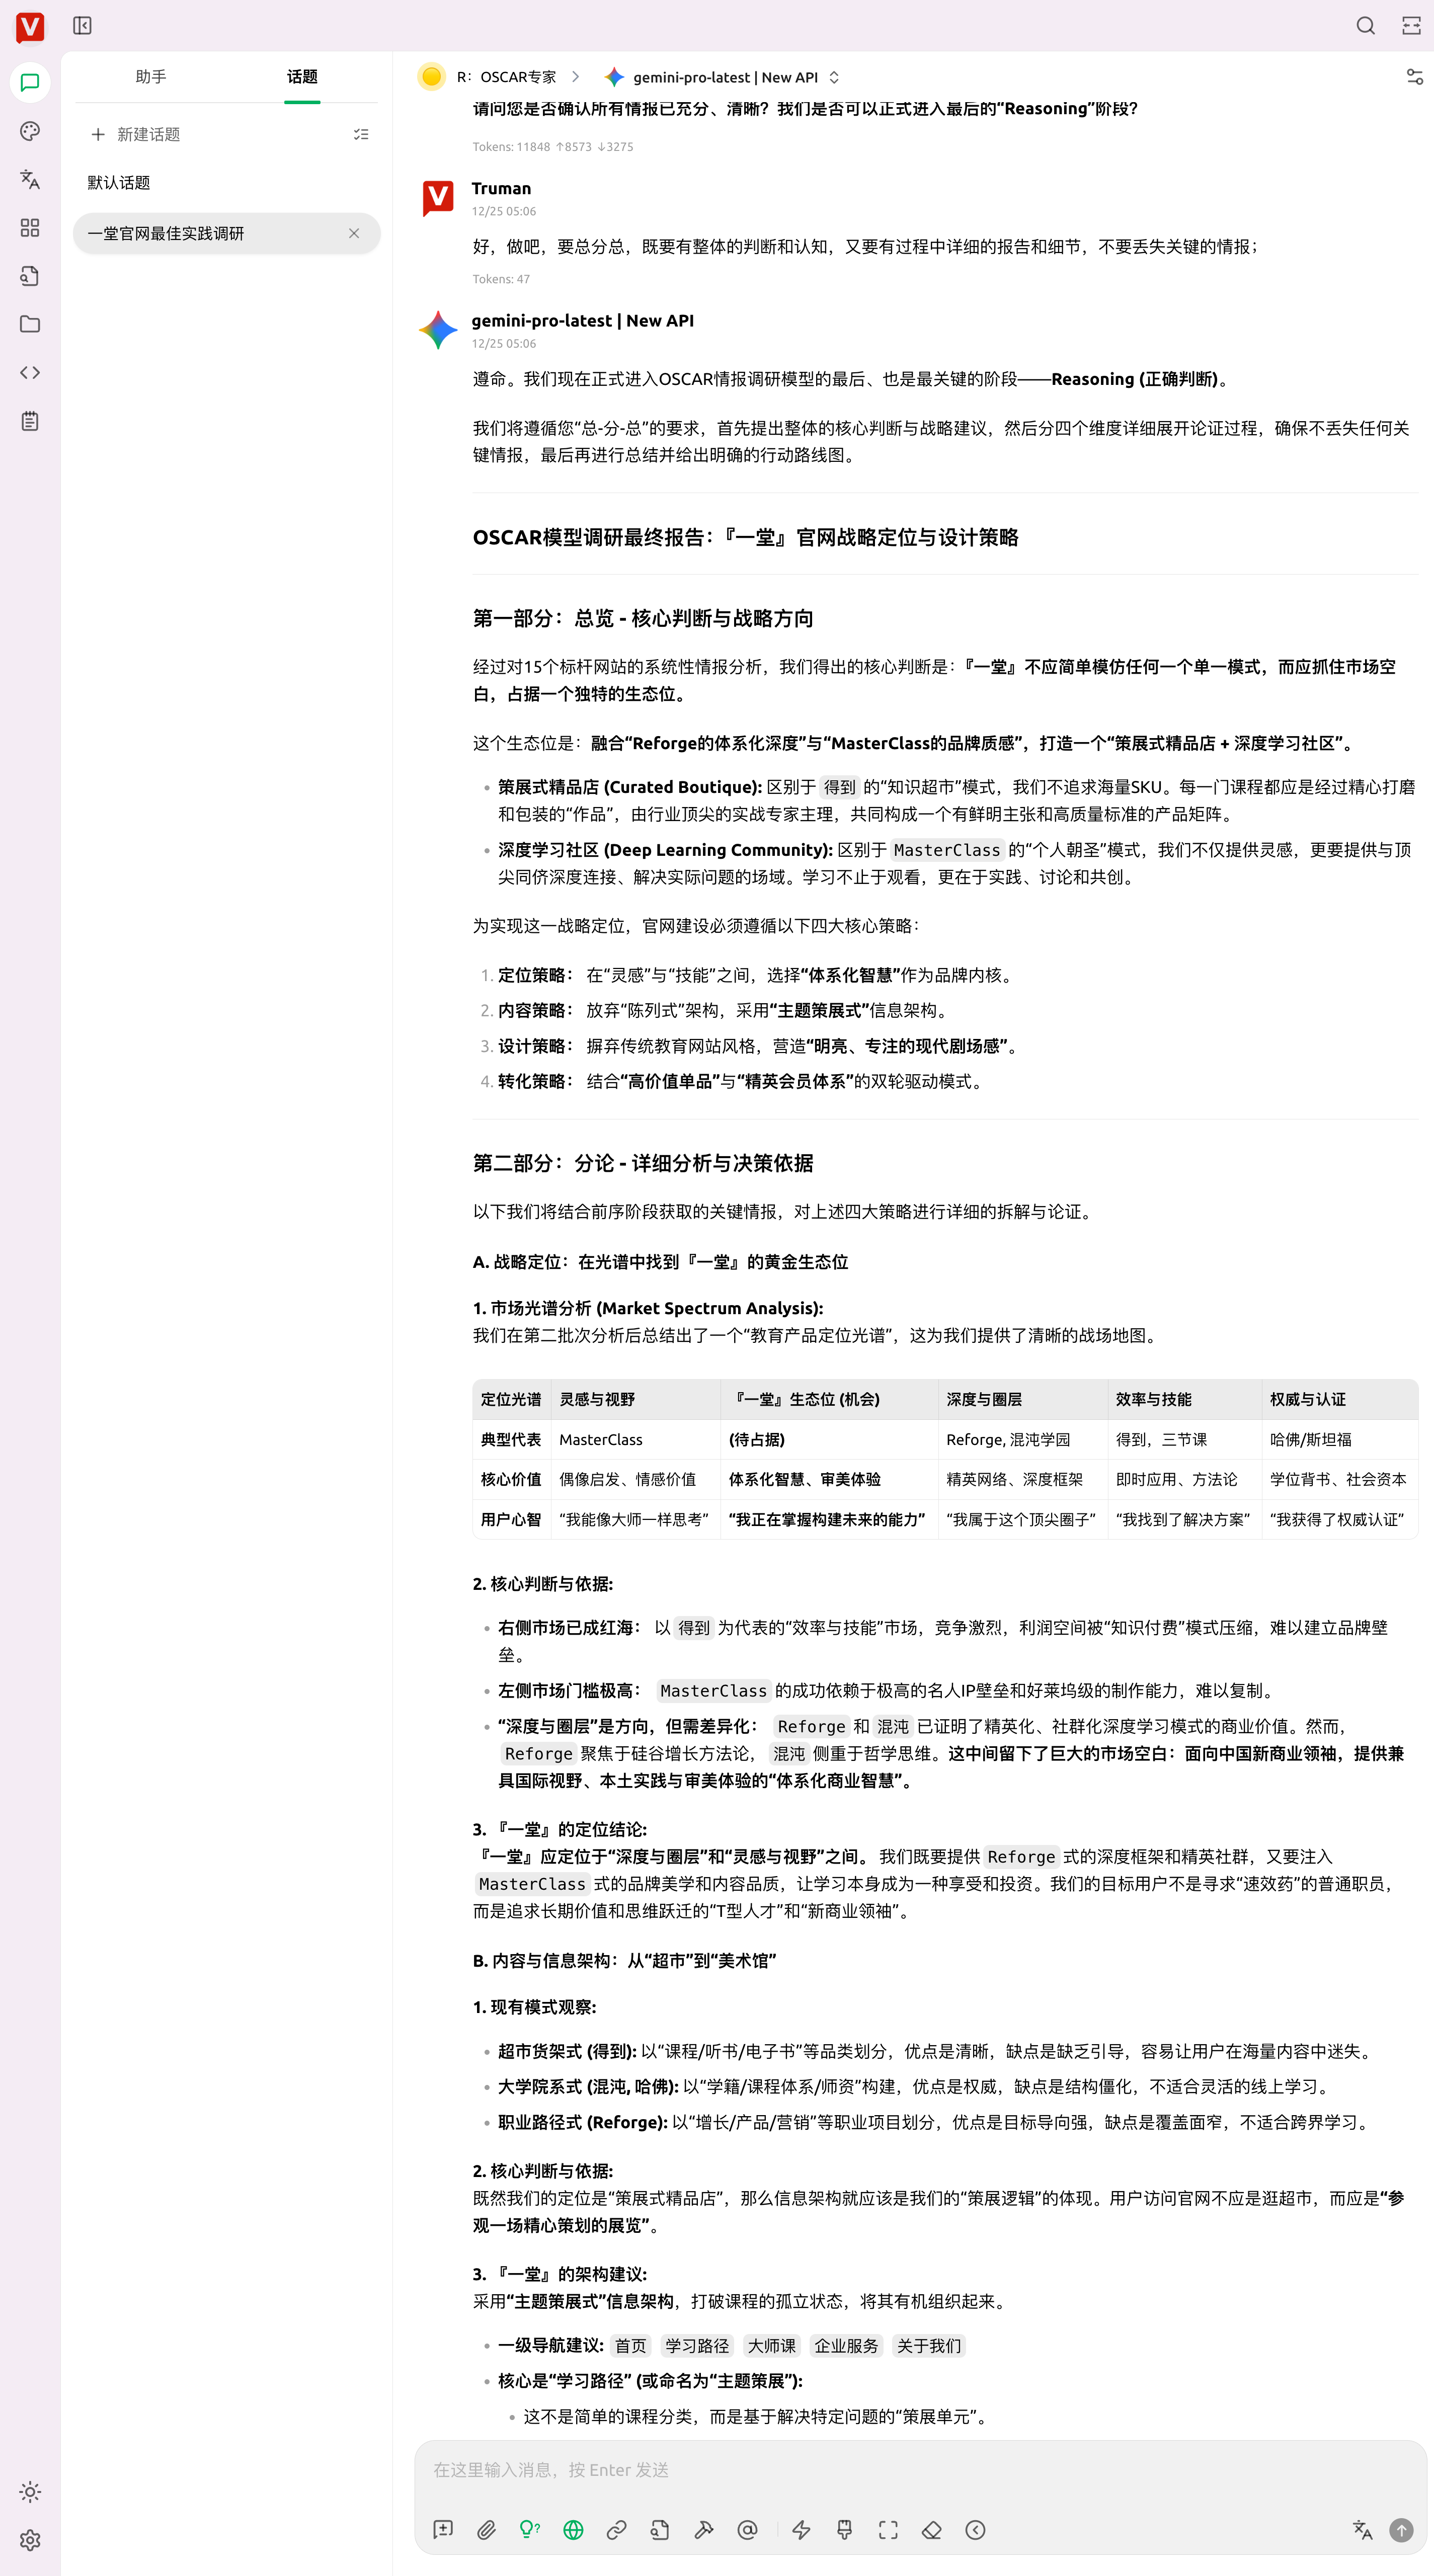 V
助手
话题
新建话题
默认话题
一堂官网最佳实践调研
R：OSCAR专家
gemini-pro-latest | New API
请问您是否确认所有情报已充分、清晰？我们是否可以正式进入最后的“Reasoning”阶段？
Tokens: 11848 ↑8573 ↓3275
V
Truman
12/25 05:06
好，做吧，要总分总，既要有整体的判断和认知，又要有过程中详细的报告和细节，不要丢失关键的情报；
Tokens: 47
gemini-pro-latest | New API
12/25 05:06
遵命。我们现在正式进入OSCAR情报调研模型的最后、也是最关键的阶段——Reasoning (正确判断)。
我们将遵循您“总-分-总”的要求，首先提出整体的核心判断与战略建议，然后分四个维度详细展开论证过程，确保不丢失任何关
键情报，最后再进行总结并给出明确的行动路线图。
OSCAR模型调研最终报告：『一堂』官网战略定位与设计策略
第一部分：总览 - 核心判断与战略方向
经过对15个标杆网站的系统性情报分析，我们得出的核心判断是：『一堂』不应简单模仿任何一个单一模式，而应抓住市场空
白，占据一个独特的生态位。
这个生态位是：融合“Reforge的体系化深度”与“MasterClass的品牌质感”，打造一个“策展式精品店 + 深度学习社区”。
策展式精品店 (Curated Boutique): 区别于 得到 的“知识超市”模式，我们不追求海量SKU。每一门课程都应是经过精心打磨
和包装的“作品”，由行业顶尖的实战专家主理，共同构成一个有鲜明主张和高质量标准的产品矩阵。
深度学习社区 (Deep Learning Community): 区别于 MasterClass 的“个人朝圣”模式，我们不仅提供灵感，更要提供与顶
尖同侪深度连接、解决实际问题的场域。学习不止于观看，更在于实践、讨论和共创。
为实现这一战略定位，官网建设必须遵循以下四大核心策略：
1. 定位策略： 在“灵感”与“技能”之间，选择“体系化智慧”作为品牌内核。
2. 内容策略： 放弃“陈列式”架构，采用“主题策展式”信息架构。
3. 设计策略： 摒弃传统教育网站风格，营造“明亮、专注的现代剧场感”。
4. 转化策略： 结合“高价值单品”与“精英会员体系”的双轮驱动模式。
第二部分：分论 - 详细分析与决策依据
以下我们将结合前序阶段获取的关键情报，对上述四大策略进行详细的拆解与论证。
A. 战略定位：在光谱中找到『一堂』的黄金生态位
1. 市场光谱分析 (Market Spectrum Analysis):
我们在第二批次分析后总结出了一个“教育产品定位光谱”，这为我们提供了清晰的战场地图。
定位光谱 灵感与视野 『一堂』生态位 (机会) 深度与圈层 效率与技能 权威与认证
典型代表 MasterClass (待占据) Reforge, 混沌学园 得到，三节课 哈佛/斯坦福
核心价值 偶像启发、情感价值 体系化智慧、审美体验 精英网络、深度框架 即时应用、方法论 学位背书、社会资本
用户心智 “我能像大师一样思考” “我正在掌握构建未来的能力” “我属于这个顶尖圈子” “我找到了解决方案” “我获得了权威认证”
2. 核心判断与依据:
右侧市场已成红海： 以 得到 为代表的“效率与技能”市场，竞争激烈，利润空间被“知识付费”模式压缩，难以建立品牌壁
垒。
左侧市场门槛极高： MasterClass 的成功依赖于极高的名人IP壁垒和好莱坞级的制作能力，难以复制。
“深度与圈层”是方向，但需差异化： Reforge 和 混沌 已证明了精英化、社群化深度学习模式的商业价值。然而，
Reforge 聚焦于硅谷增长方法论， 混沌 侧重于哲学思维。这中间留下了巨大的市场空白：面向中国新商业领袖，提供兼
具国际视野、本土实践与审美体验的“体系化商业智慧”。
3. 『一堂』的定位结论:
『一堂』应定位于“深度与圈层”和“灵感与视野”之间。 我们既要提供 Reforge 式的深度框架和精英社群，又要注入
MasterClass 式的品牌美学和内容品质，让学习本身成为一种享受和投资。我们的目标用户不是寻求“速效药”的普通职员，
而是追求长期价值和思维跃迁的“T型人才”和“新商业领袖”。
B. 内容与信息架构：从“超市”到“美术馆”
1. 现有模式观察:
超市货架式 (得到): 以“课程/听书/电子书”等品类划分，优点是清晰，缺点是缺乏引导，容易让用户在海量内容中迷失。
大学院系式 (混沌, 哈佛): 以“学籍/课程体系/师资”构建，优点是权威，缺点是结构僵化，不适合灵活的线上学习。
职业路径式 (Reforge): 以“增长/产品/营销”等职业项目划分，优点是目标导向强，缺点是覆盖面窄，不适合跨界学习。
2. 核心判断与依据:
既然我们的定位是“策展式精品店”，那么信息架构就应该是我们的“策展逻辑”的体现。用户访问官网不应是逛超市，而应是“参
观一场精心策划的展览”。
3. 『一堂』的架构建议:
采用“主题策展式”信息架构，打破课程的孤立状态，将其有机组织起来。
一级导航建议: 首页 学习路径 大师课 企业服务 关于我们
核心是“学习路径” (或命名为“主题策展”):
这不是简单的课程分类，而是基于解决特定问题的“策展单元”。
在这里输入消息，按 Enter 发送